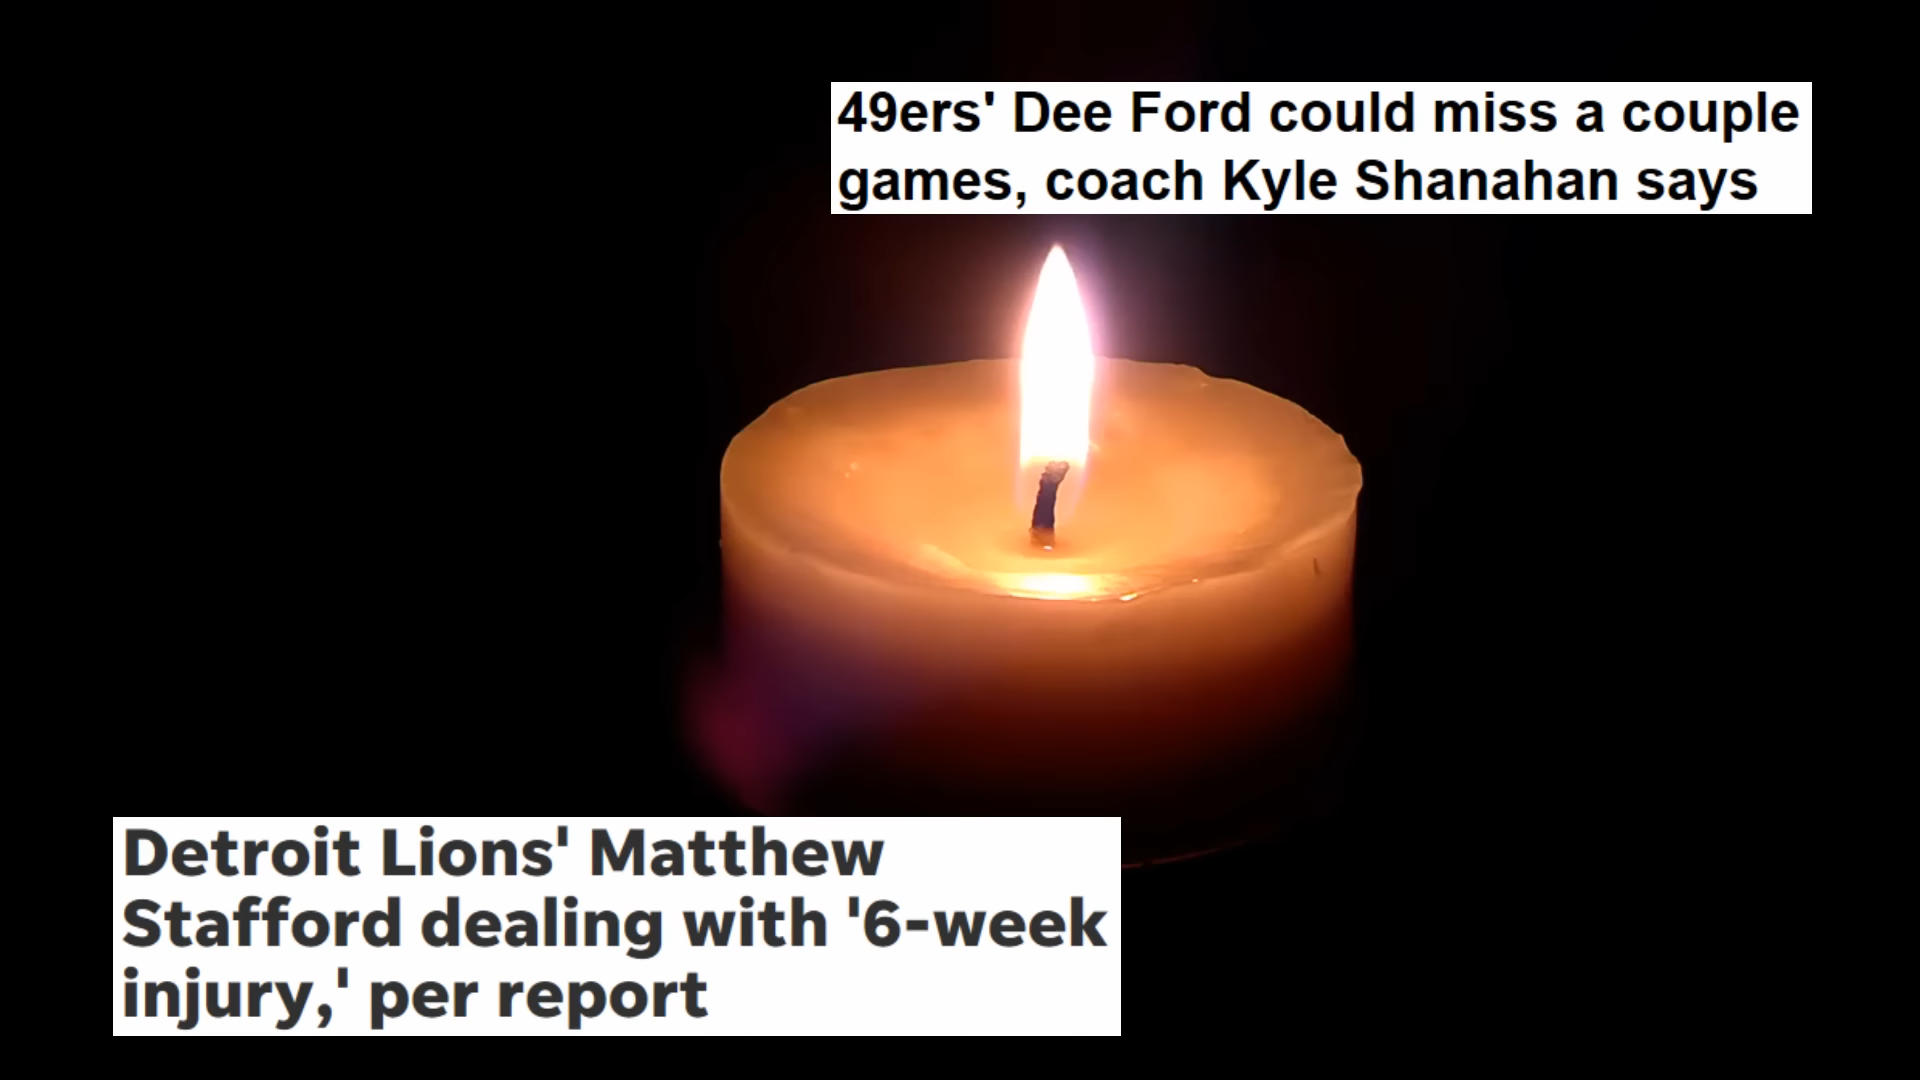 49ers' Dee Ford could miss a couple
games, coach Kyle Shanahan says
Detroit Lions' Matthew
Stafford dealing with '6-week
injury,' per report